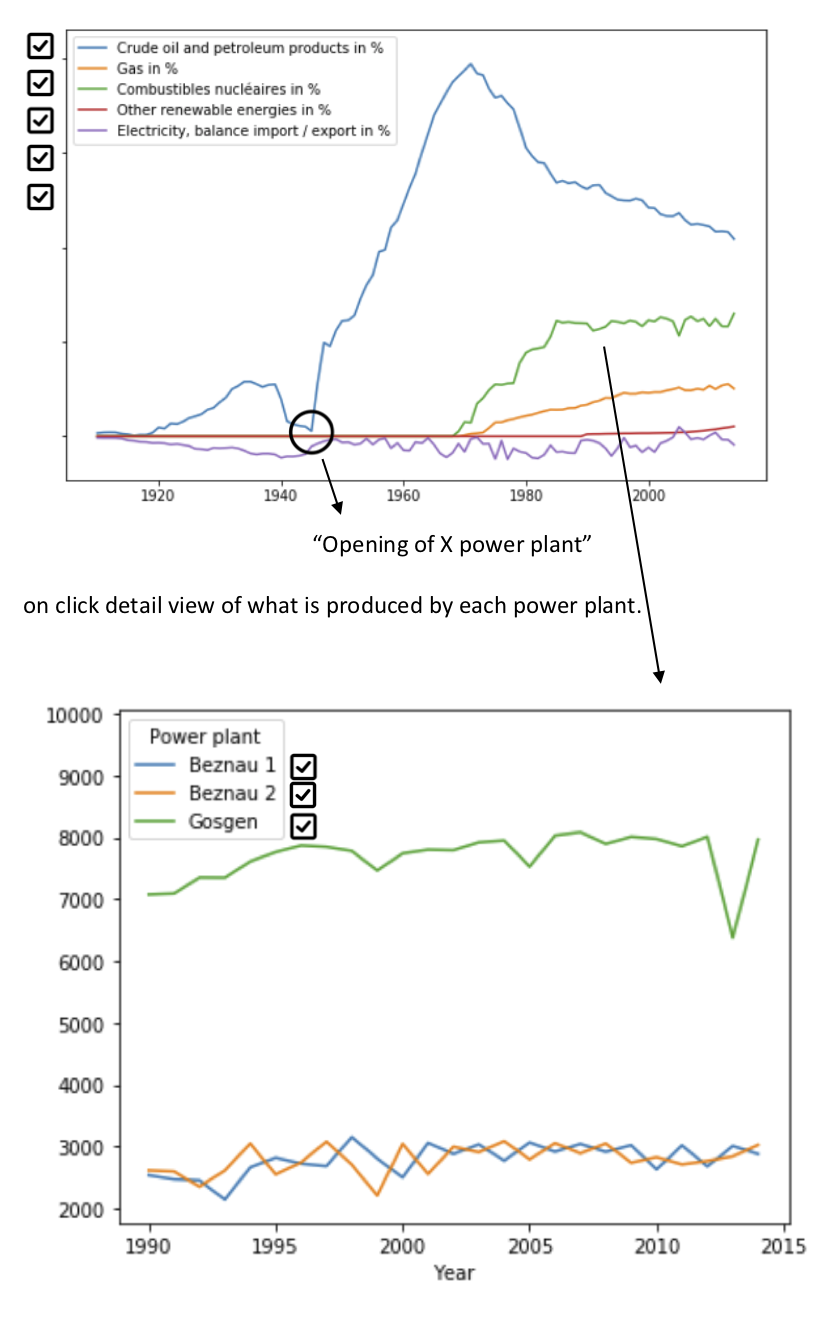 Crude oil and petroleum products in %
Gas in %
Combustibles nucléaires in %
Other renewable energies in %
Electricity, balance import / export in %
1920 1940 1960 1980 2000
“Opening of X power plant”
on click detail view of what is produced by each power plant.
10000
9000
8000
7000
6000
5000
4000
3000
2000
Power plant
Beznau 1
Beznau 2
Gosgen
1990 1995 2000 2005 2010 2015
Year